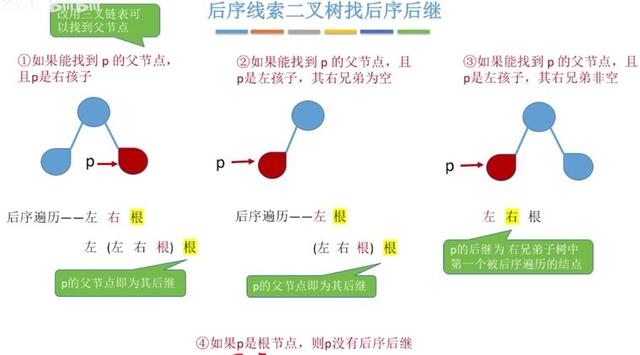 改用三叉链表可
以找到父节点
后序线索二叉树找后序后继
①如果能找到 p 的父节点,
且p是右孩子
②如果能找到 p 的父节点,且
p是左孩子,其右兄弟为空
③如果能找到 p 的父节点,且
p是左孩子,其右兄弟非空
p
p
p
后序遍历——左 右 根
左 (左 右 根) 根
p的父节点即为其后继
后序遍历——左 根
(左 右 根) 根
p的父节点即为其后继
左 右 根
p的后继为 右兄弟子树中
第一个被后序遍历的结点
④如果p是根节点,则p没有后序后继